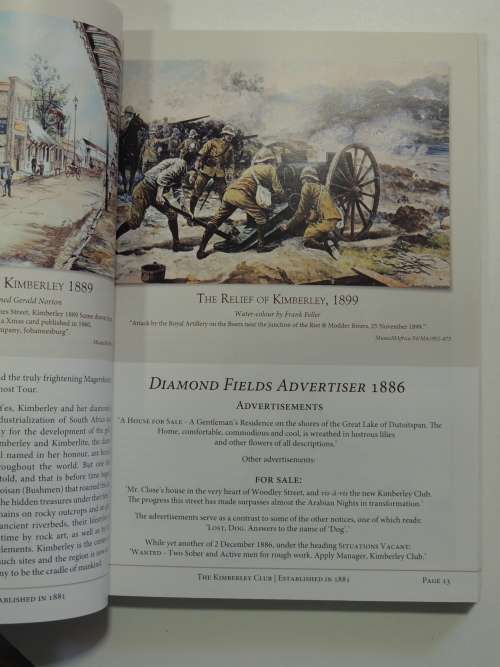 KIMBERLEY 1889
ned Gerald Norton
es Street, Kimberley 1889 Scene
a Xmas card published in 1980.
mpany, Johannesburg".
d the truly frightening Magersfon
ost Tour.
Yes, Kimberley and her diamond
dustrialization of South Africa a
y for the development of the g
mberley and Kimberlite, the
l named in her honour, are
roughout the world. But
told, and that is before
oisan (Bushmen) that
the hidden treasures under their
mains on rocky outcrops and
ancient riverbeds, their
time by rock art, as well as
lements. Kimberley is the
such sites and the region is now
ny to be the cradle of mankind.
ABLISHED IN 1881
THE RELIEF OF KIMBERLEY, 1899
Water-colour by Frank Feller
"Attack by the Royal Artillery on the Boers near the junction of the Riet & Modder Rivers, 25 November 1899."
MuseuMAfrica
DIAMOND FIELDS ADVERTISER 1886
ADVERTISEMENTS
'A HOUSE FOR SALE - A Gentleman's Residence on the shores of the Great Lake of Dutoitspan. The
Home, comfortable, commodious and cool, is wreathed in lustrous lilies
and other flowers of all descriptions.'
Other advertisements:
FOR SALE:
'Mr. Close's house in the very heart of Woodley Street, and vis-à-vis the new Kimberley Club.
The progress this street has made surpasses almost the Arabian Nights in transformation.'
The advertisements serve as a contrast to some of the other notices, one of which reads:
'LOST, DOG. Answers to the name of 'Dog'.
While yet another of 2 December 1886, under the heading SITUATIONS VACANT:
'WANTED - Two Sober and Active men for rough work. Apply Manager, Kimberley Club.'
THE KIMBERLEY CLUB | ESTABLISHED IN 1881
PAGE 13